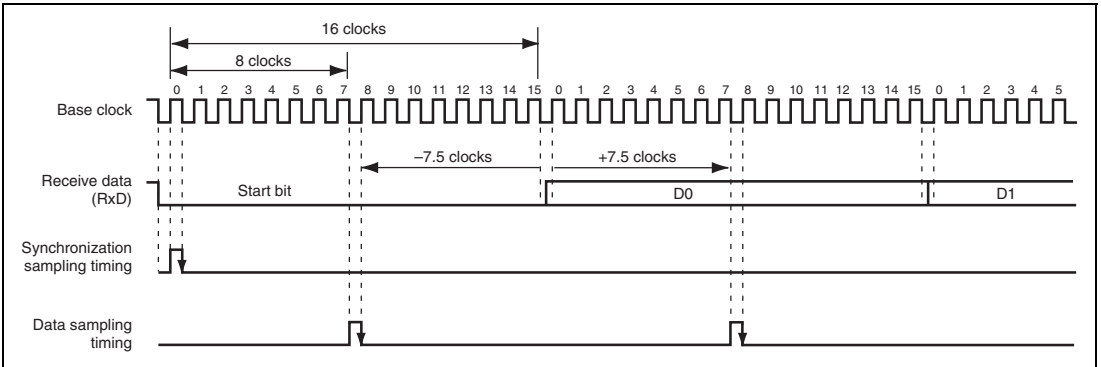 16 clocks
8 clocks
0 1 2 3 4 5 6 7 8 9 10 11 12 13 14 15 0 1 2 3 4 5 6 7 8 9 10 11 12 13 14 15 0 1 2 3 4 5
Base clock
–7.5 clocks +7.5 clocks
Receive data
(RxD)
Start bit D0 D1
Synchronization
sampling timing
Data sampling
timing